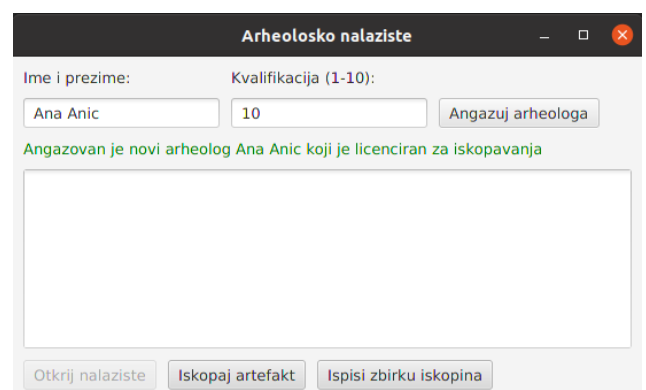 Arheolosko nalaziste
Ime i prezime: Kvalifikacija (1-10):
Ana Anic 10 Angazuj arheologa
Angazovan je novi arheolog Ana Anic koji je licenciran za iskopavanja
Otkrij nalaziste Iskopaj artefakt Ispisi zbirku iskopina